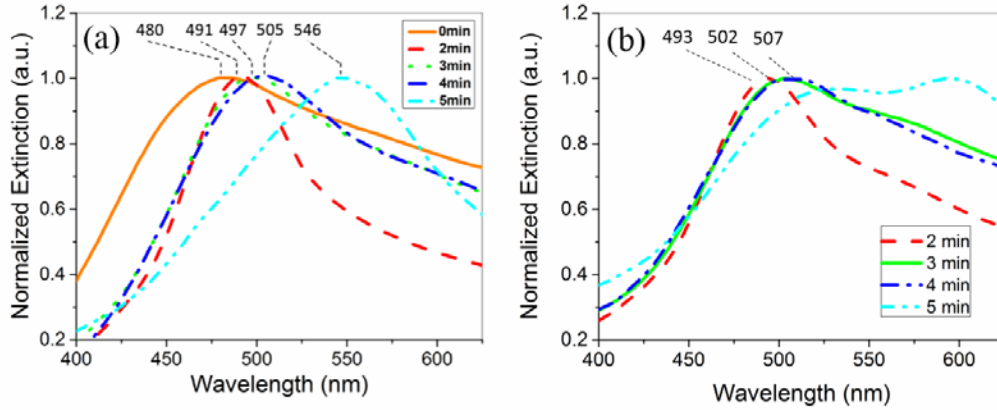 (a)
480 491 497 505 546
0min
2min
3min
4min
5min
1.0
0.8
0.6
0.4
0.2
400 450 500 550 600
Normalized Extinction (a.u.)
Wavelength (nm)
(b)
493 502 507
2 min
3 min
4 min
5 min
1.2
1.0
0.8
0.6
0.4
0.2
400 450 500 550 600
Normalized Extinction (a.u.)
Wavelength (nm)